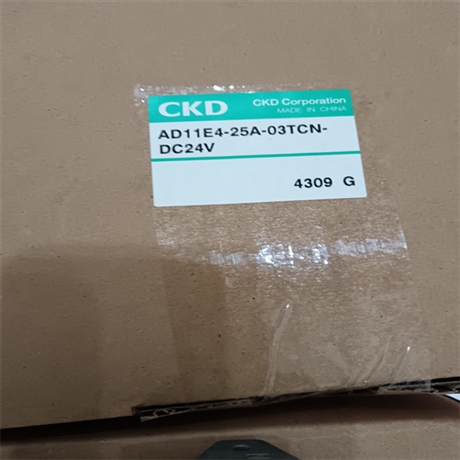 CKD
CKD Corporation
MADE IN CHINA
AD11E4-25A-03TCN-
DC24V
4309 G